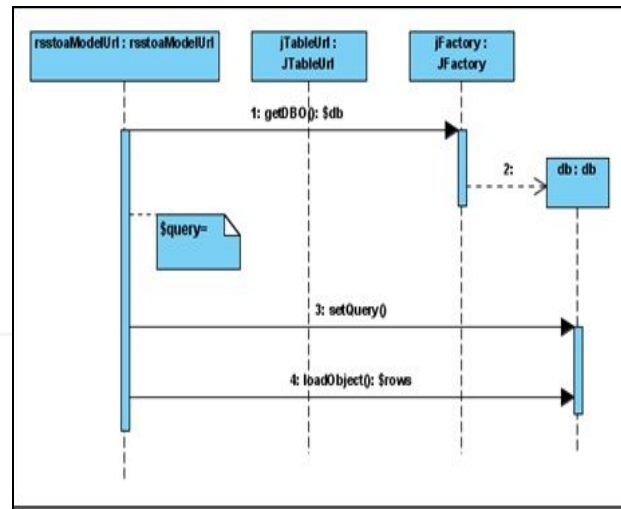 rsstoaModelUrl : rsstoaModelUrl
jTableUrl :
JTableUrl
jFactory :
JFactory
1: getDBO(): $db
2:
db : db
$query=
3: setQuery()
4: loadObject(): $rows